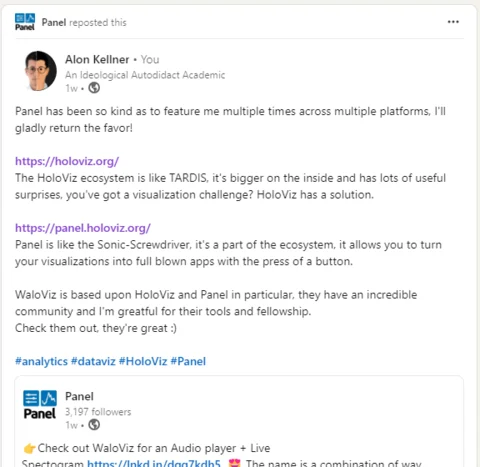 Panel reposted this
Alon Kellner • You
An Ideological Autodidact Academic
1w •
Panel has been so kind as to feature me multiple times across multiple platforms, I'll
gladly return the favor!
https://holoviz.org/
The HoloViz ecosystem is like TARDIS, it's bigger on the inside and has lots of useful
surprises, you've got a visualization challenge? HoloViz has a solution.
https://panel.holoviz.org/
Panel is like the Sonic-Screwdriver, it's a part of the ecosystem, it allows you to turn
your visualizations into full blown apps with the press of a button.
WaloViz is based upon HoloViz and Panel in particular, they have an incredible
community and I'm greatful for their tools and fellowship.
Check them out, they're great :)
#analytics #dataviz #HoloViz #Panel
Panel
Panel
3,197 followers
1w •
👉Check out WaloViz for an Audio player + Live
Spectogram https://lnkd.in/dqg7kdh5. 🤩 The name is a combination of way